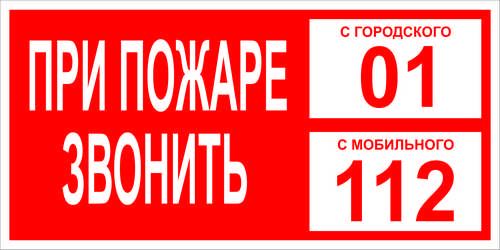 ПРИ ПОЖАРЕ
ЗВОНИТЬ
С ГОРОДСКОГО
01
С МОБИЛЬНОГО
112